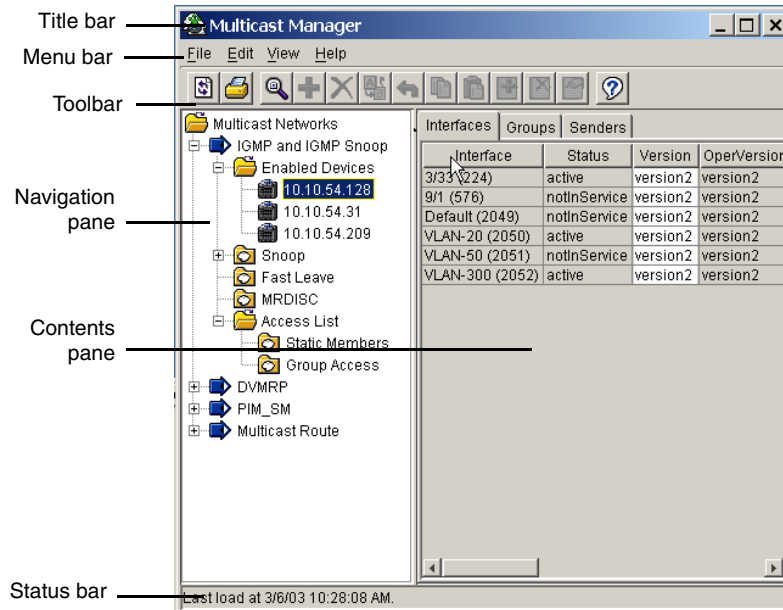 Title bar
Multicast Manager
Menu bar
File Edit View Help
Toolbar
Navigation pane
Multicast Networks
IGMP and IGMP Snoop
Enabled Devices
10.10.54.128
10.10.54.31
10.10.54.209
Snoop
Fast Leave
MRDISC
Access List
Static Members
Group Access
DVMRP
PIM_SM
Multicast Route
Contents pane
Interfaces Groups Senders
Interface Status Version OperVersion
3/33 (224) active version2 version2
9/1 (576) notInService version2 version2
Default (2049) notInService version2 version2
VLAN-20 (2050) active version2 version2
VLAN-50 (2051) notInService version2 version2
VLAN-300 (2052) active version2 version2
Status bar
Last load at 3/6/03 10:28:08 AM.